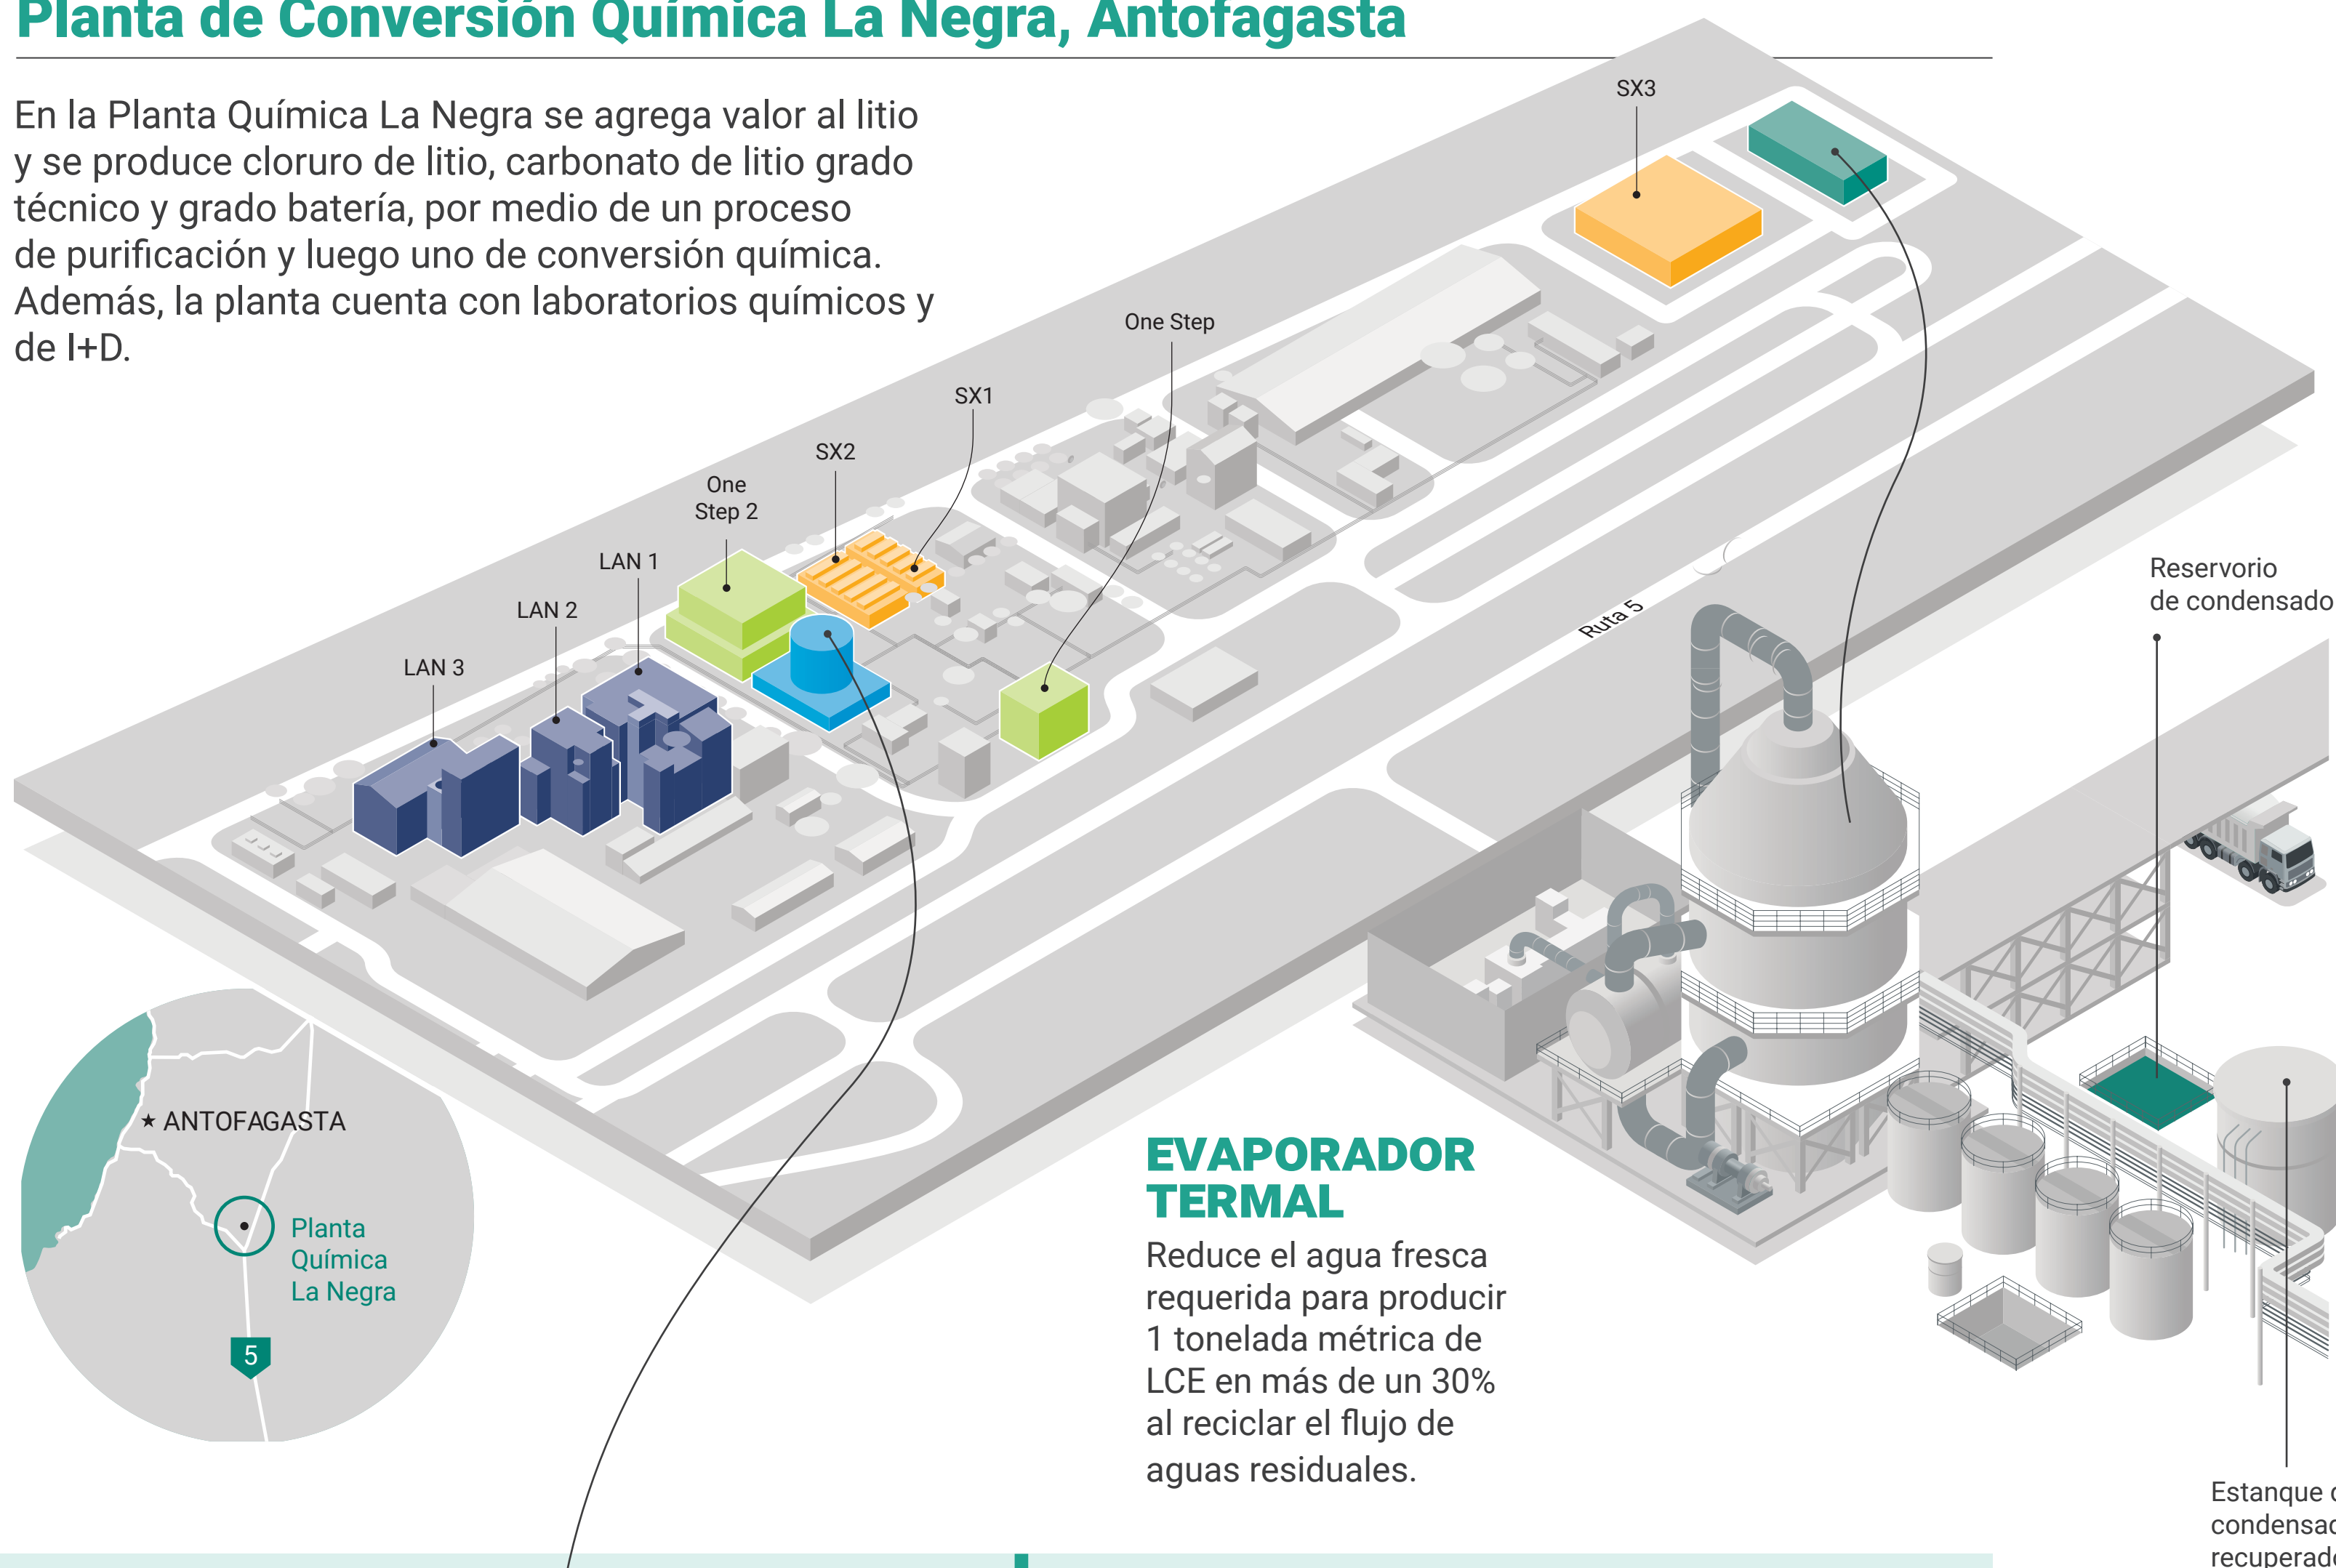 Planta de Conversión Química La Negra, Antofagasta
En la Planta Química La Negra se agrega valor al litio
y se produce cloruro de litio, carbonato de litio grado
técnico y grado batería, por medio de un proceso
de purificación y luego uno de conversión química.
Además, la planta cuenta con laboratorios químicos y
de I+D.
SX3
One Step
SX1
SX2
One
Step 2
LAN 1
LAN 2
LAN 3
Ruta 5
Reservorio
de condensado
ANTOFAGASTA
Planta
Química
La Negra
5
EVAPORADOR
TERMAL
Reduce el agua fresca
requerida para producir
1 tonelada métrica de
LCE en más de un 30%
al reciclar el flujo de
aguas residuales.
Estanque